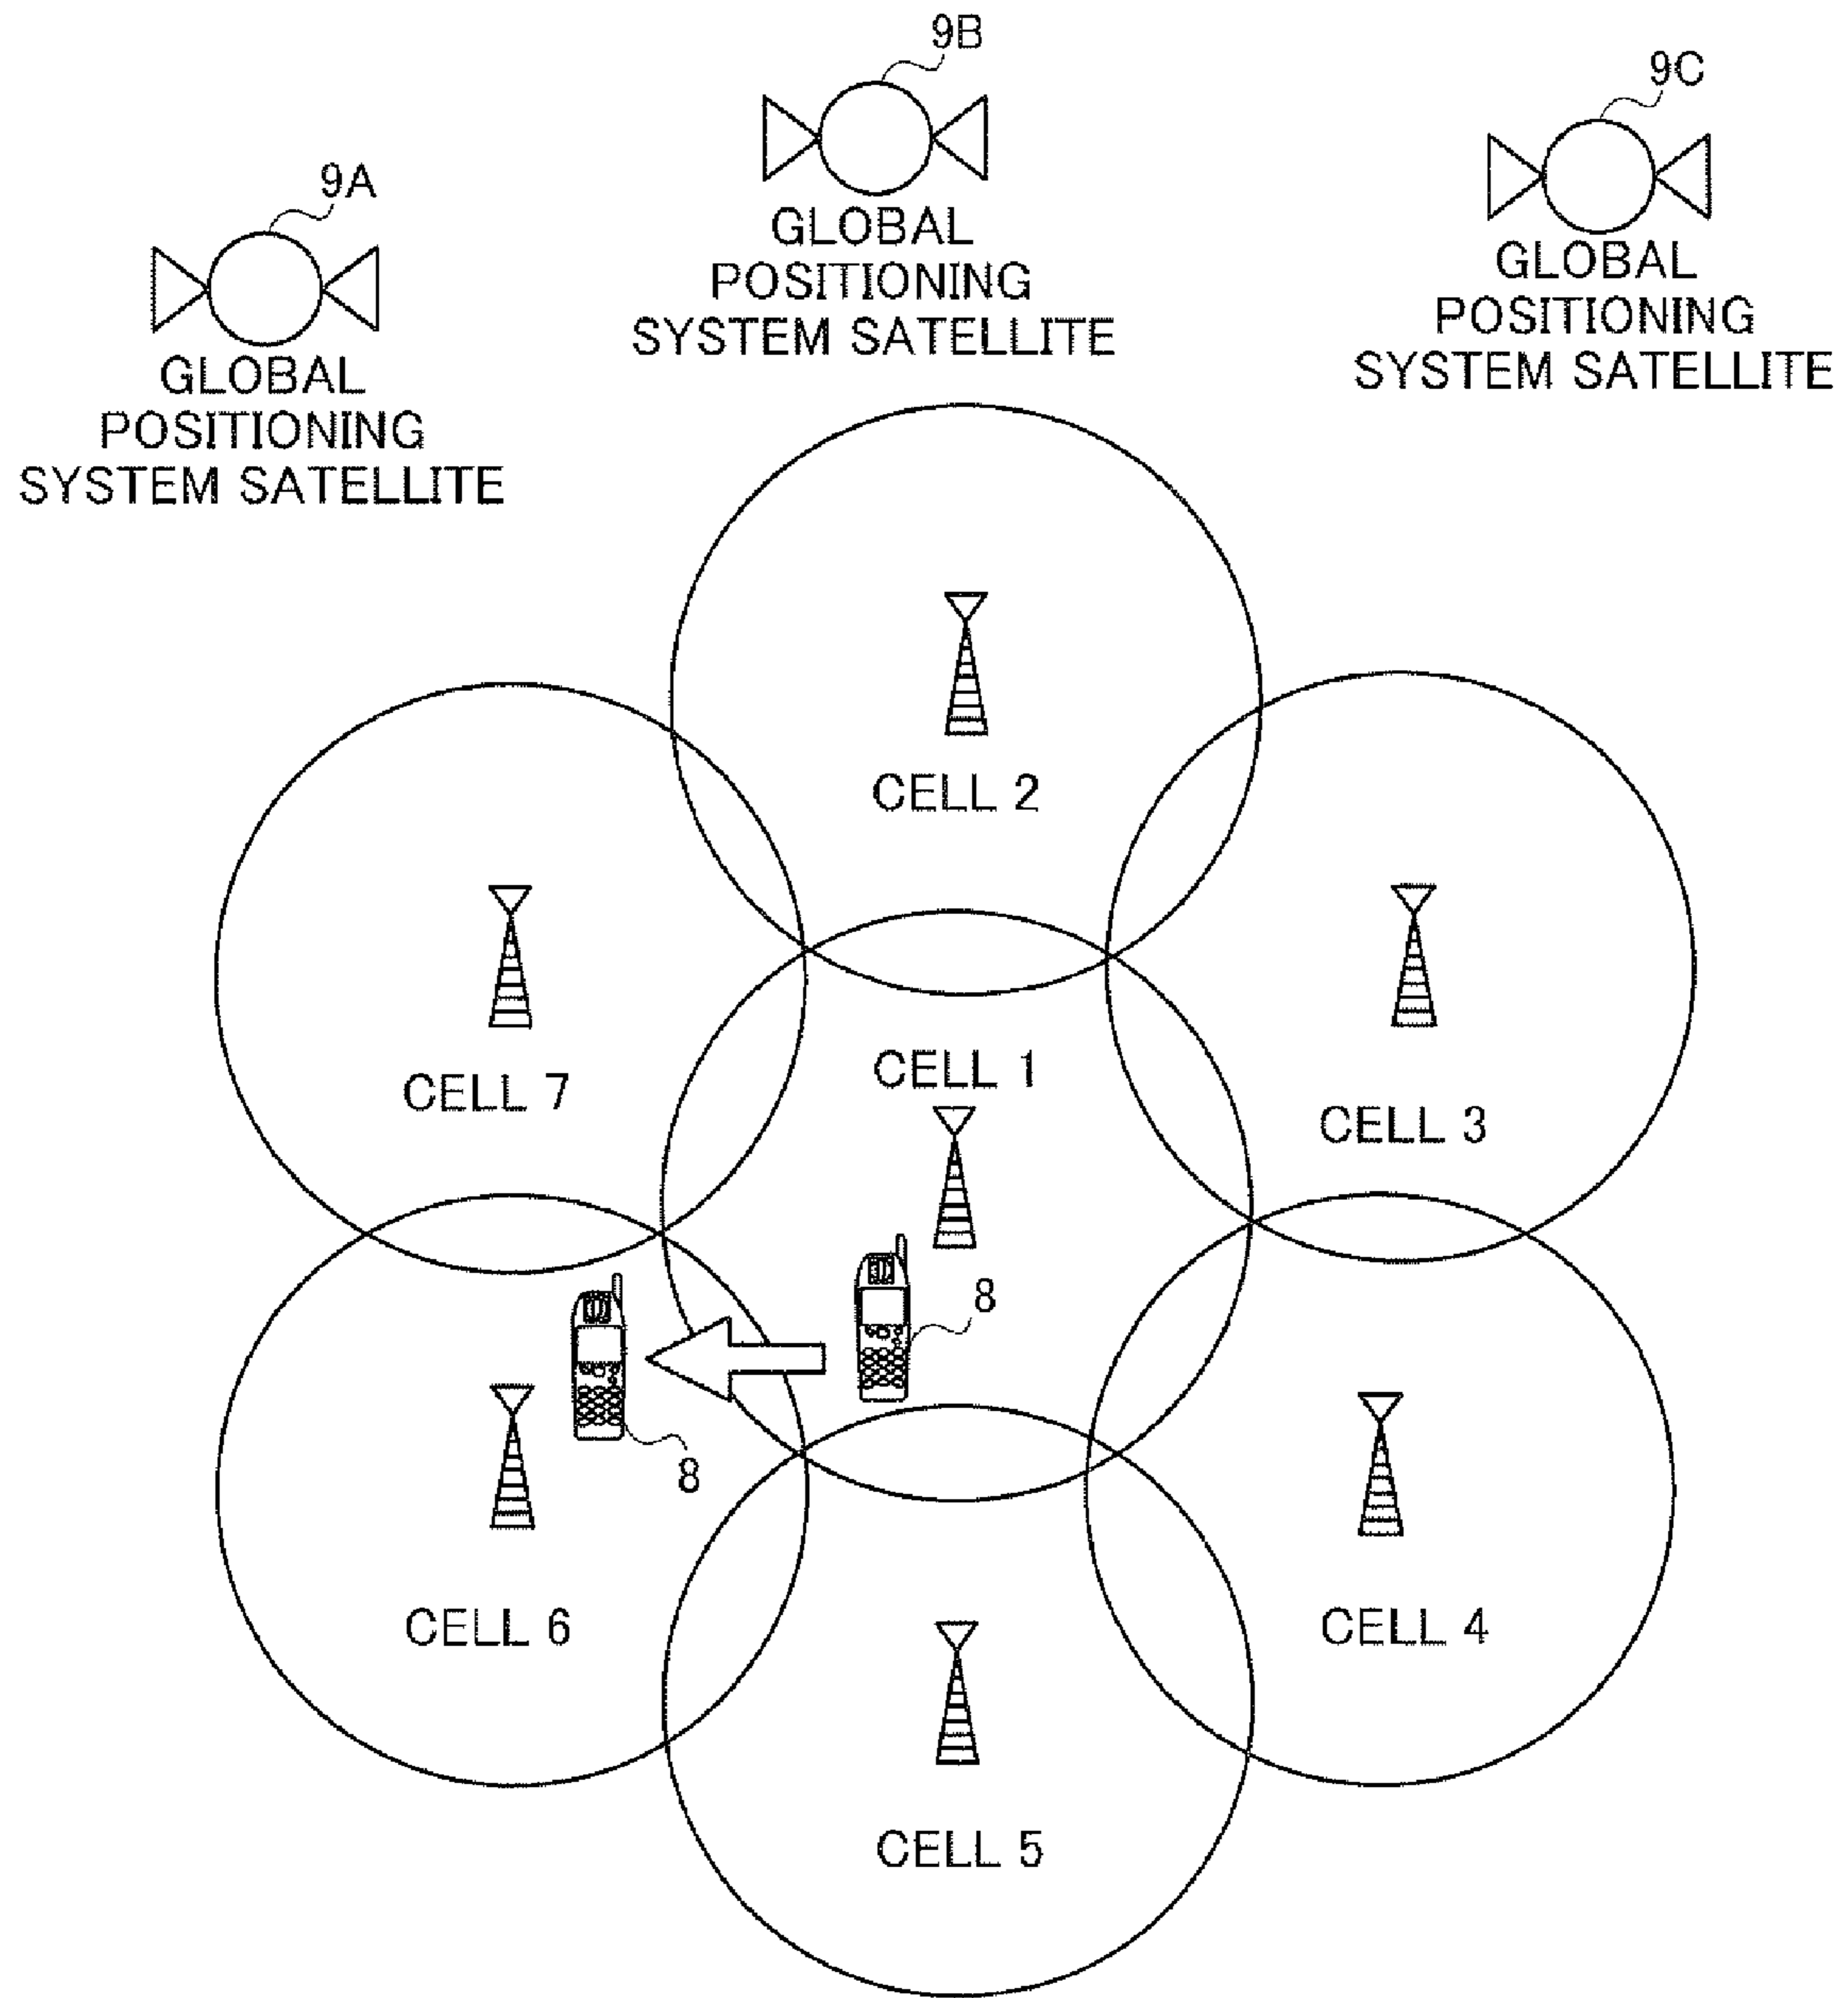 9B
9C
9A
GLOBAL
POSITIONING
SYSTEM SATELLITE
GLOBAL
POSITIONING
SYSTEM SATELLITE
GLOBAL
POSITIONING
SYSTEM SATELLITE
CELL 2
CELL 1
CELL 7
CELL 3
8
8
CELL 6
CELL 4
CELL 5